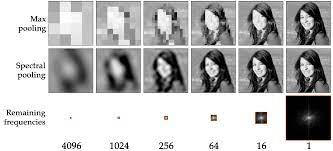 Max
pooling
Spectral
pooling
Remaining
frequencies
4096 1024 256 64 16 1